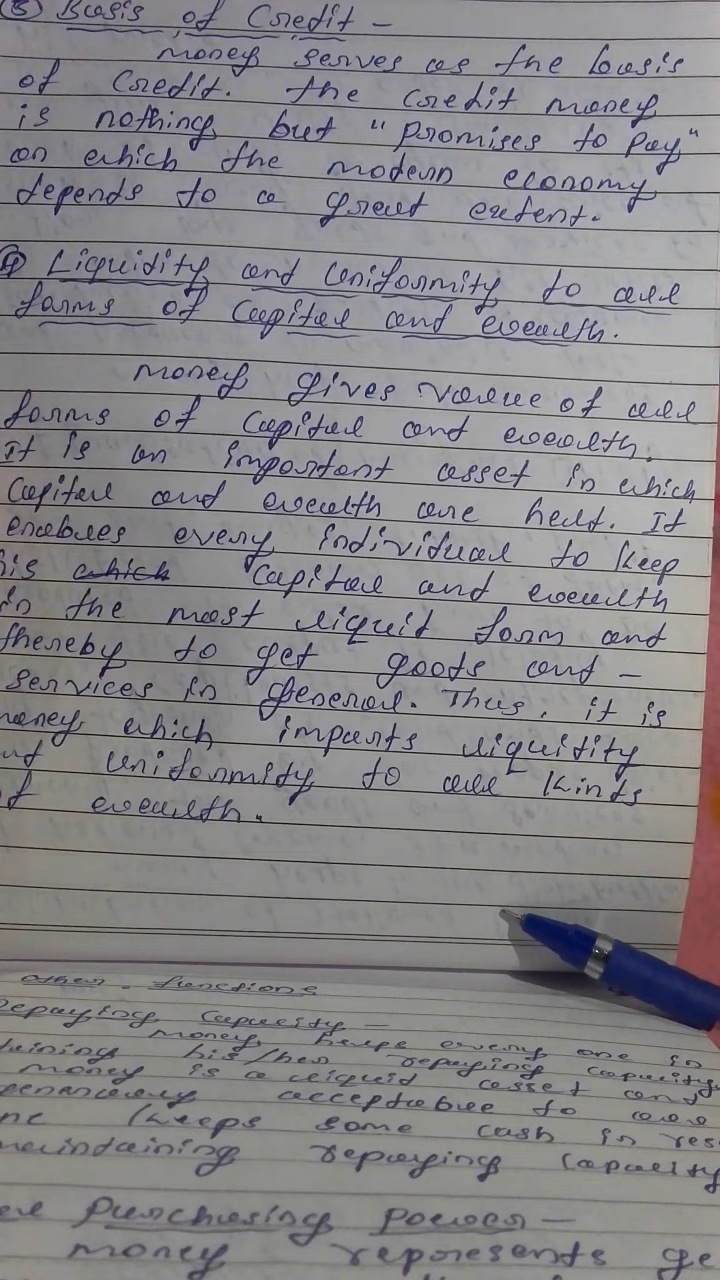 (3) Basis of Credit -
money serves as the basis
of Credit. the credit money
is nothing but "promises to pay"
on which the modern economy
depends to a great extent.
(4) Liquidity and Uniformity to all
forms of Capital and wealth.
money gives value of all
forms of Capital and wealth.
It is an important asset in which
Capital and wealth are held. It
enables every individual to keep
his which Capital and wealth
in the most liquid form and
thereby to get goods and -
services in general. Thus, it is
money which imparts liquidity
and uniformity to all kinds
of wealth.
other functions
Repaying Capacity -
money helps every one in
his/her repaying capacity.
money is a liquid asset and
acceptable to all
keeps some cash in res
maintaining repaying capacity
purchasing power -
money represents ge